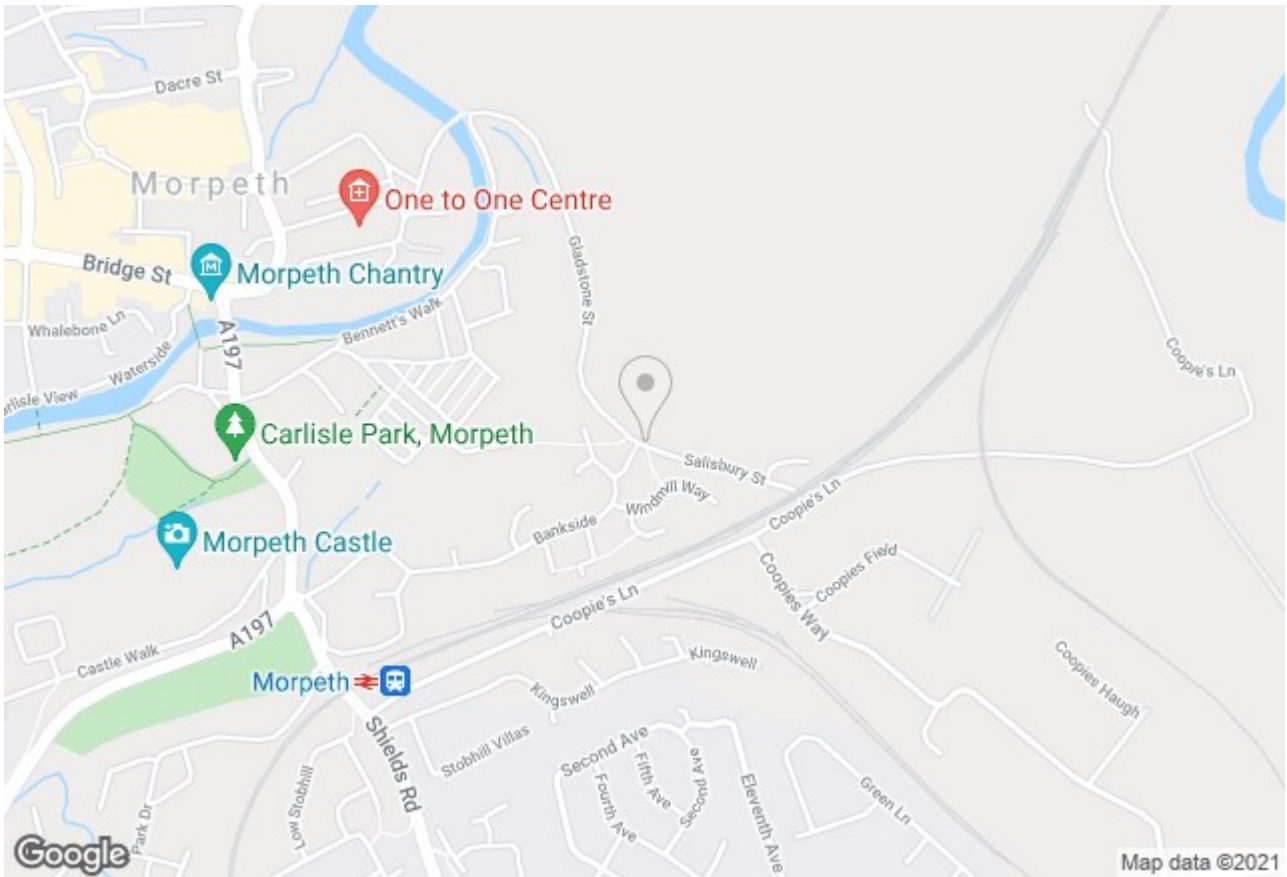 Dacre St
Morpeth
One to One Centre
Gladstone St
Bridge St
Morpeth Chantry
Whalebone Ln
A197
Bennett's Walk
Waterside
Coopie's Ln
Carlisle Park, Morpeth
Salisbury St
Windmill Way
Bankside
Coopie's Ln
Morpeth Castle
Coopies Field
Coopies Way
Coopie's Ln
A197
Castle Walk
Kingswell
Coopies Haugh
Morpeth
Kingswell
Shields Rd
Stobhill Villas
Second Ave
Second Ave
Fifth Ave
Fourth Ave
Eleventh Ave
Green Ln
Low Stobhill
Park Dr
Google
Map data ©2021